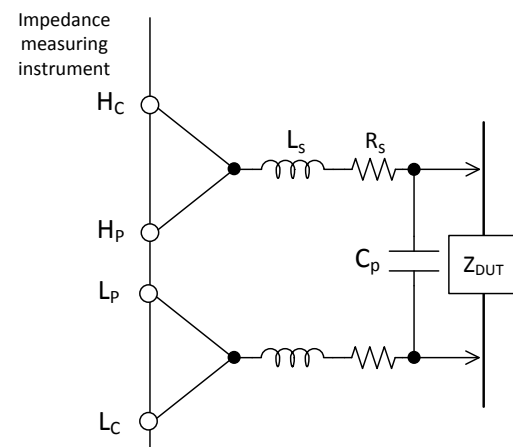 Impedance
measuring
instrument
H_C
L_s
R_s
H_P
C_p
Z_DUT
L_P
L_C